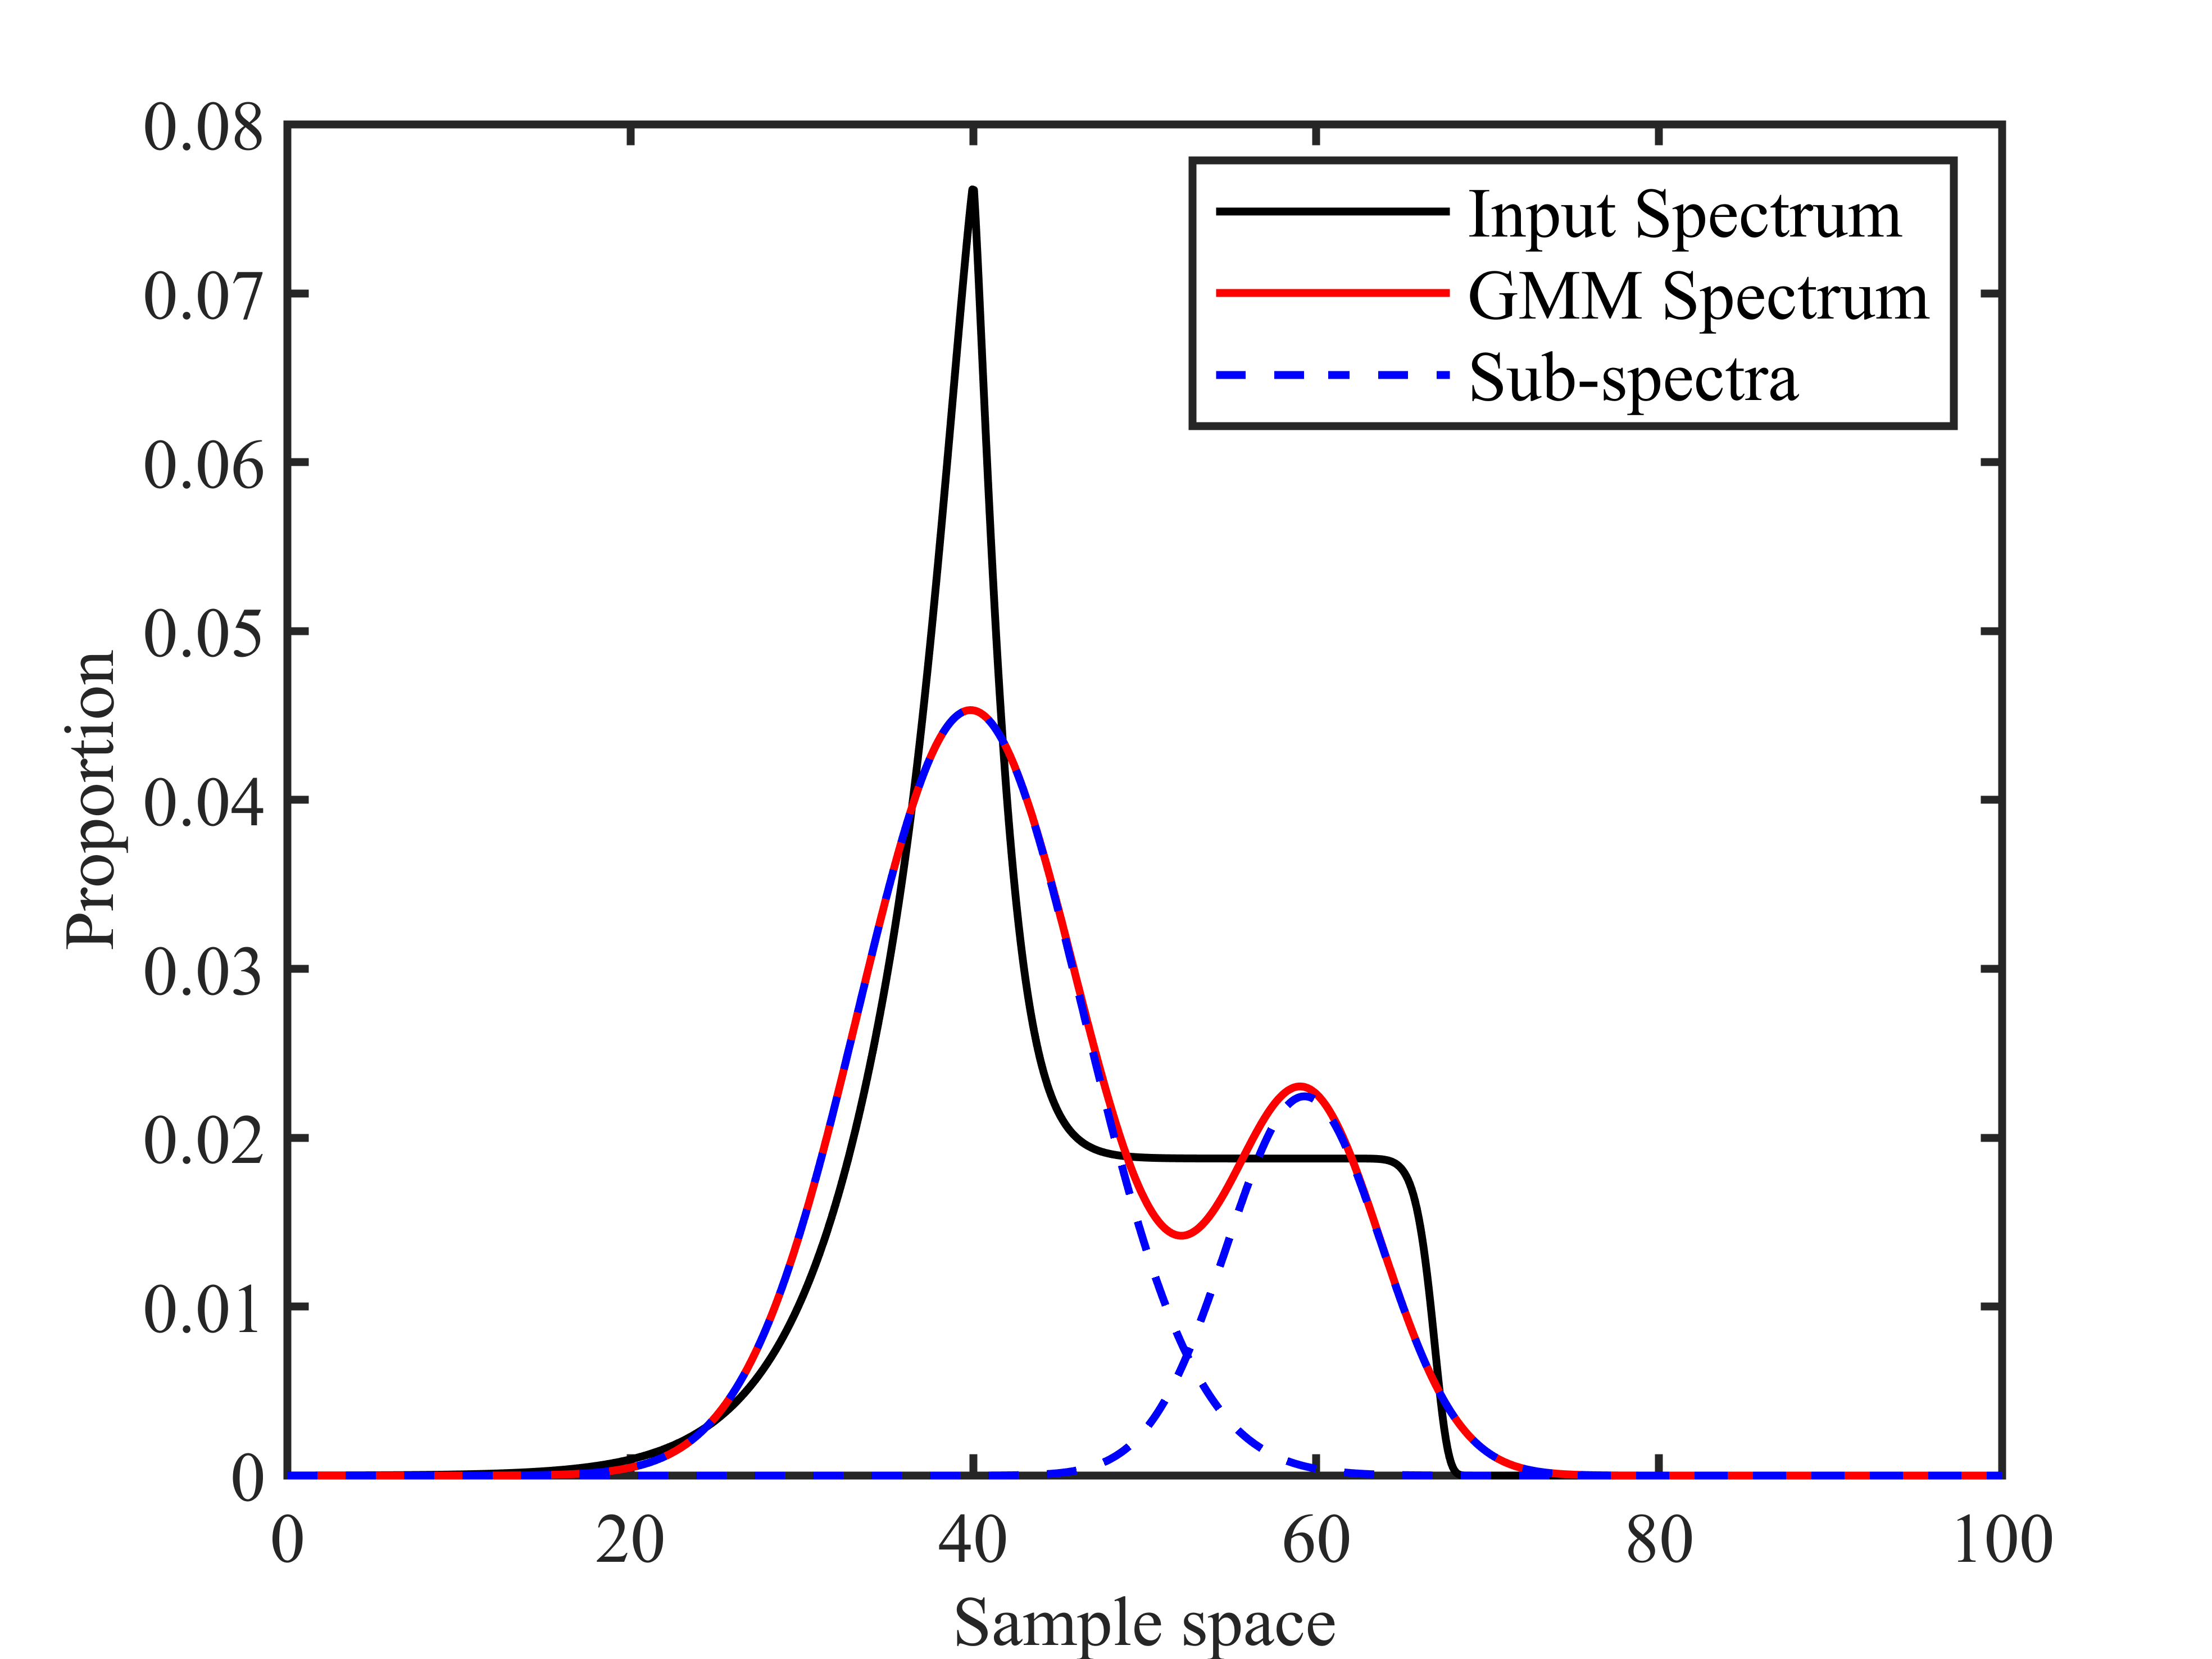 0.08
0.07
0.06
0.05
0.04
0.03
0.02
0.01
0
0 20 40 60 80 100
Sample space
Proportion
Input Spectrum
GMM Spectrum
Sub-spectra